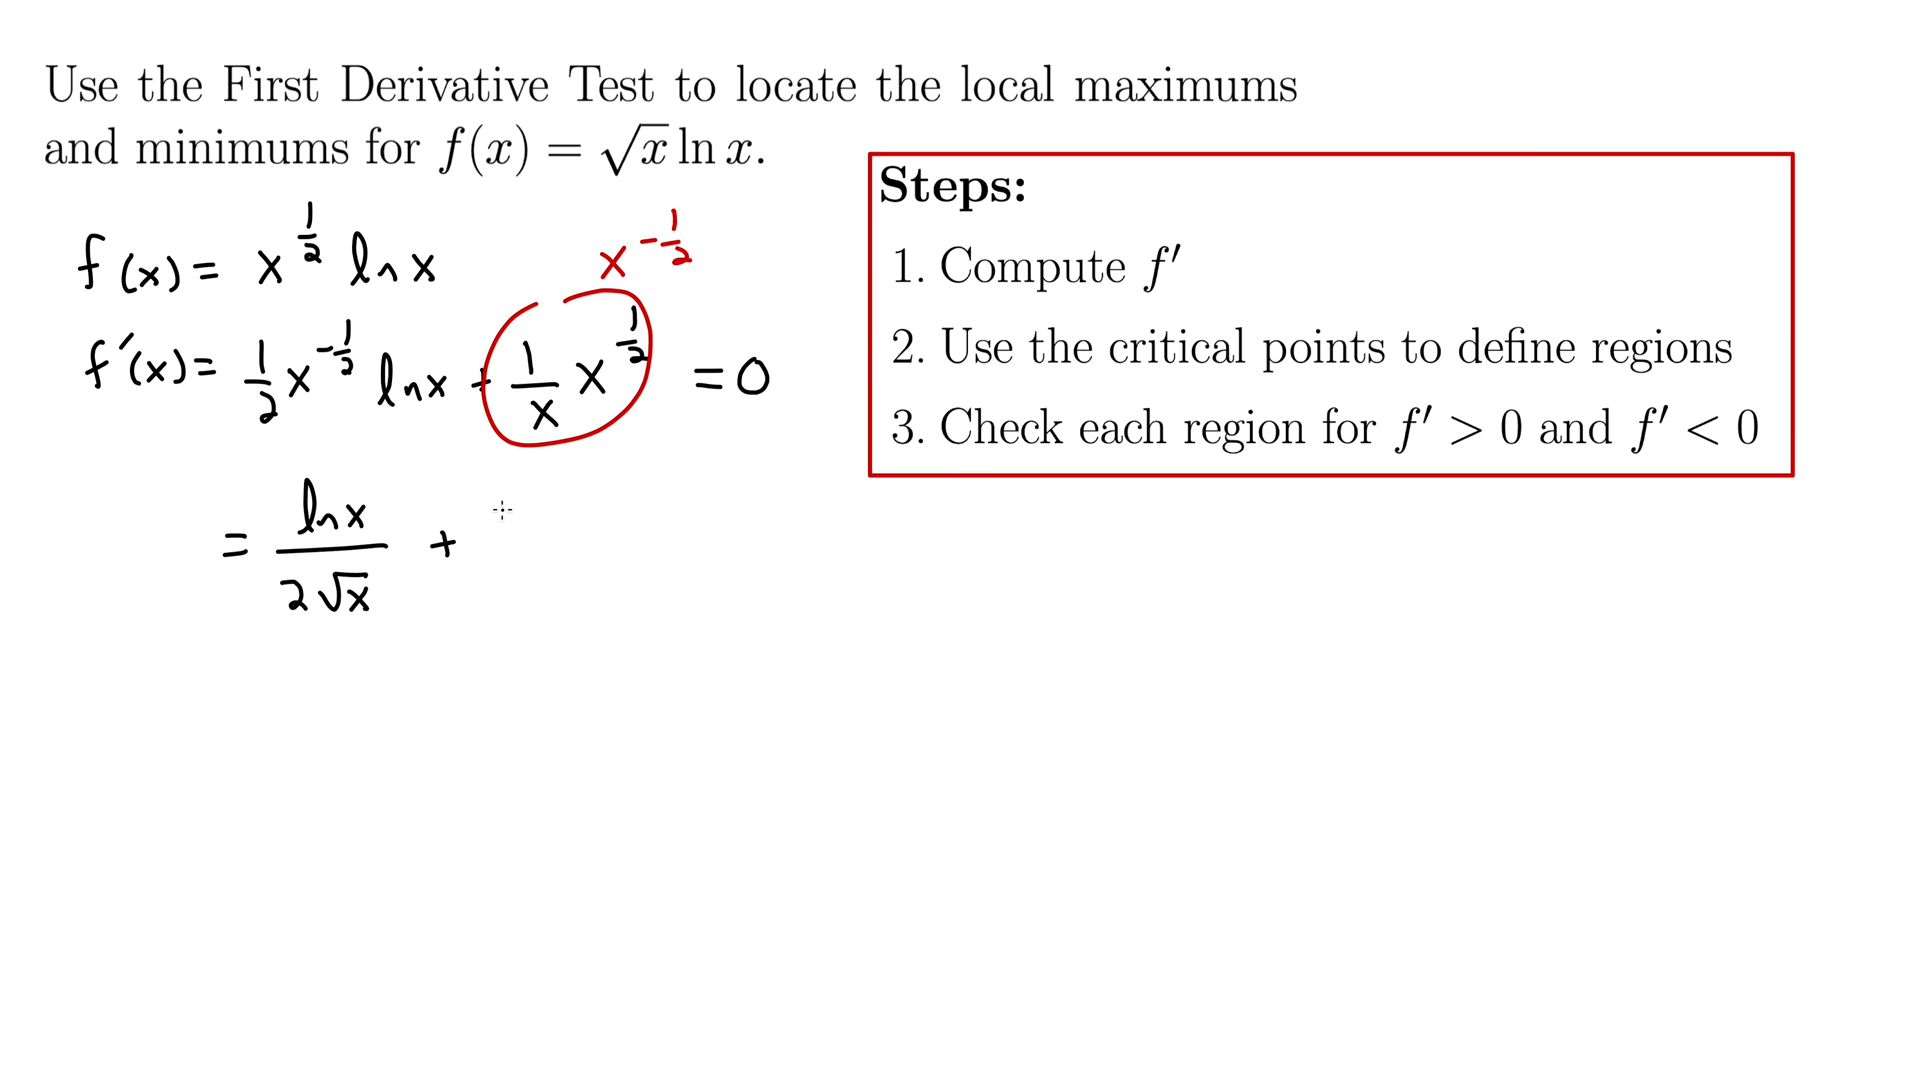 Use the First Derivative Test to locate the local maximums
and minimums for f(x) = √x ln x.
Steps:
1. Compute f′
2. Use the critical points to define regions
3. Check each region for f′ > 0 and f′ < 0
f(x) = x^(1/2) ln x
x^(-1/2)
f′(x) = 1/2 x^(-1/2) ln x + 1/x x^(1/2) = 0
= ln x / 2√x +